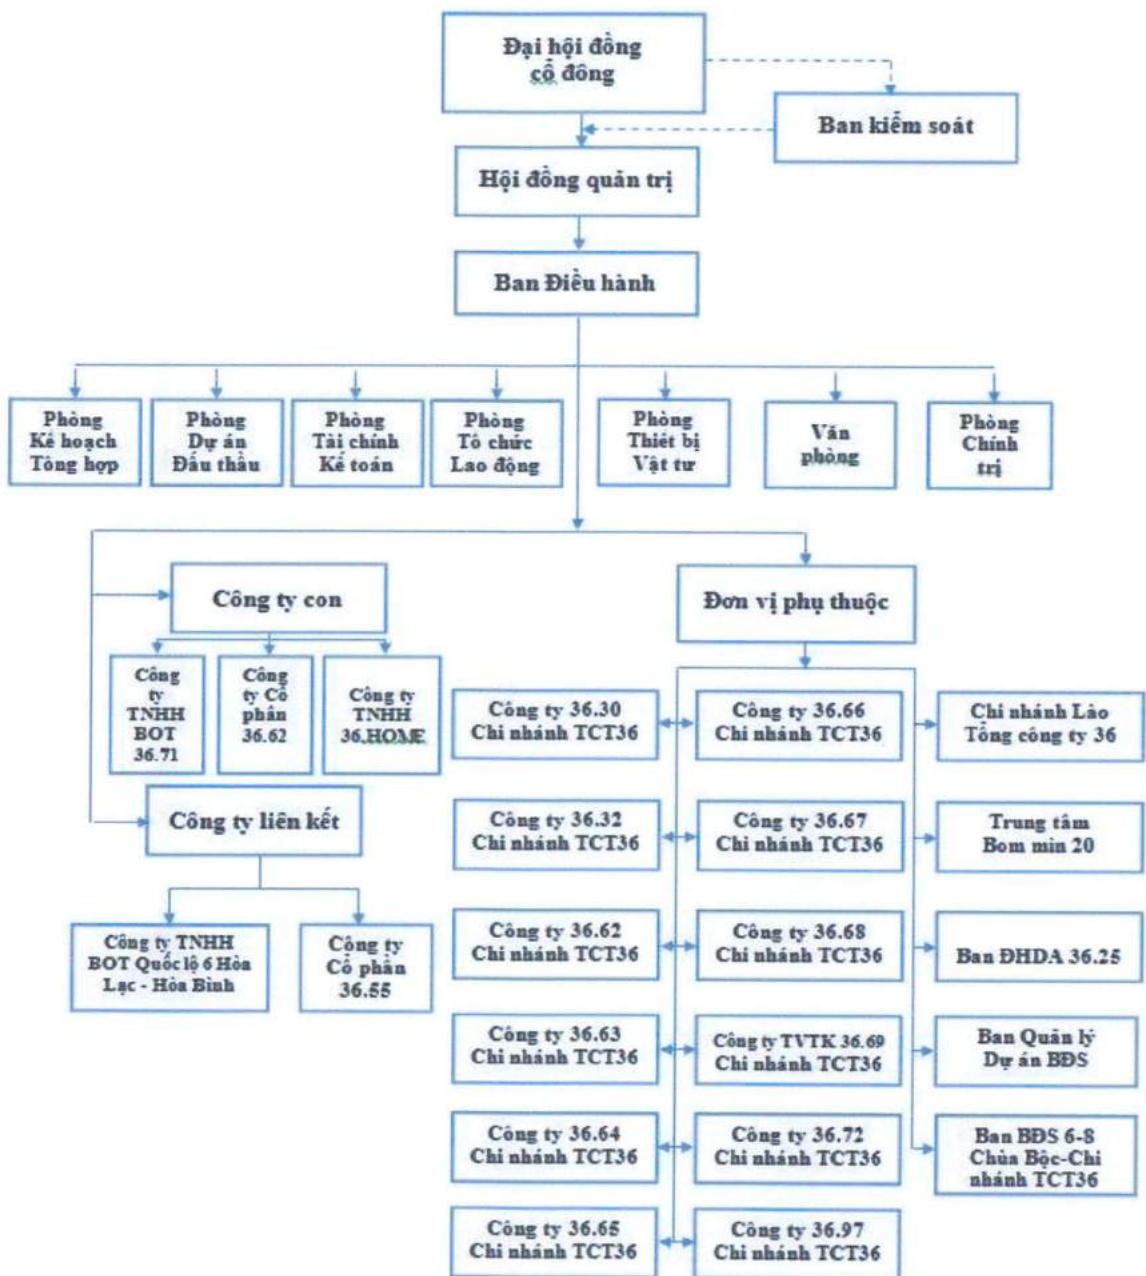 Đại hội đồng
cổ đông
Ban kiểm soát
Hội đồng quản trị
Ban Điều hành
Phòng
Kế hoạch
Tổng hợp
Phòng
Dự án
Đấu thầu
Phòng
Tài chính
Kế toán
Phòng
Tổ chức
Lao động
Phòng
Thiết bị
Vật tư
Văn
phòng
Phòng
Chính
trị
Công ty con
Công
ty
TNHH
BOT
36.71
Công
ty Cổ
phần
36.62
Công ty
TNHH
36.HOME
Công ty liên kết
Công ty TNHH
BOT Quốc lộ 6 Hòa
Lạc - Hòa Bình
Công ty
Cổ phần
36.55
Đơn vị phụ thuộc
Công ty 36.30
Chi nhánh TCT36
Công ty 36.66
Chi nhánh TCT36
Chi nhánh Lào
Tổng công ty 36
Công ty 36.32
Chi nhánh TCT36
Công ty 36.67
Chi nhánh TCT36
Trung tâm
Bom mìn 20
Công ty 36.62
Chi nhánh TCT36
Công ty 36.68
Chi nhánh TCT36
Ban ĐHDA 36.25
Công ty 36.63
Chi nhánh TCT36
Công ty TVTK 36.69
Chi nhánh TCT36
Ban Quản lý
Dự án BĐS
Công ty 36.64
Chi nhánh TCT36
Công ty 36.72
Chi nhánh TCT36
Ban BĐS 6-8
Chùa Bộc-Chi
nhánh TCT36
Công ty 36.65
Chi nhánh TCT36
Công ty 36.97
Chi nhánh TCT36